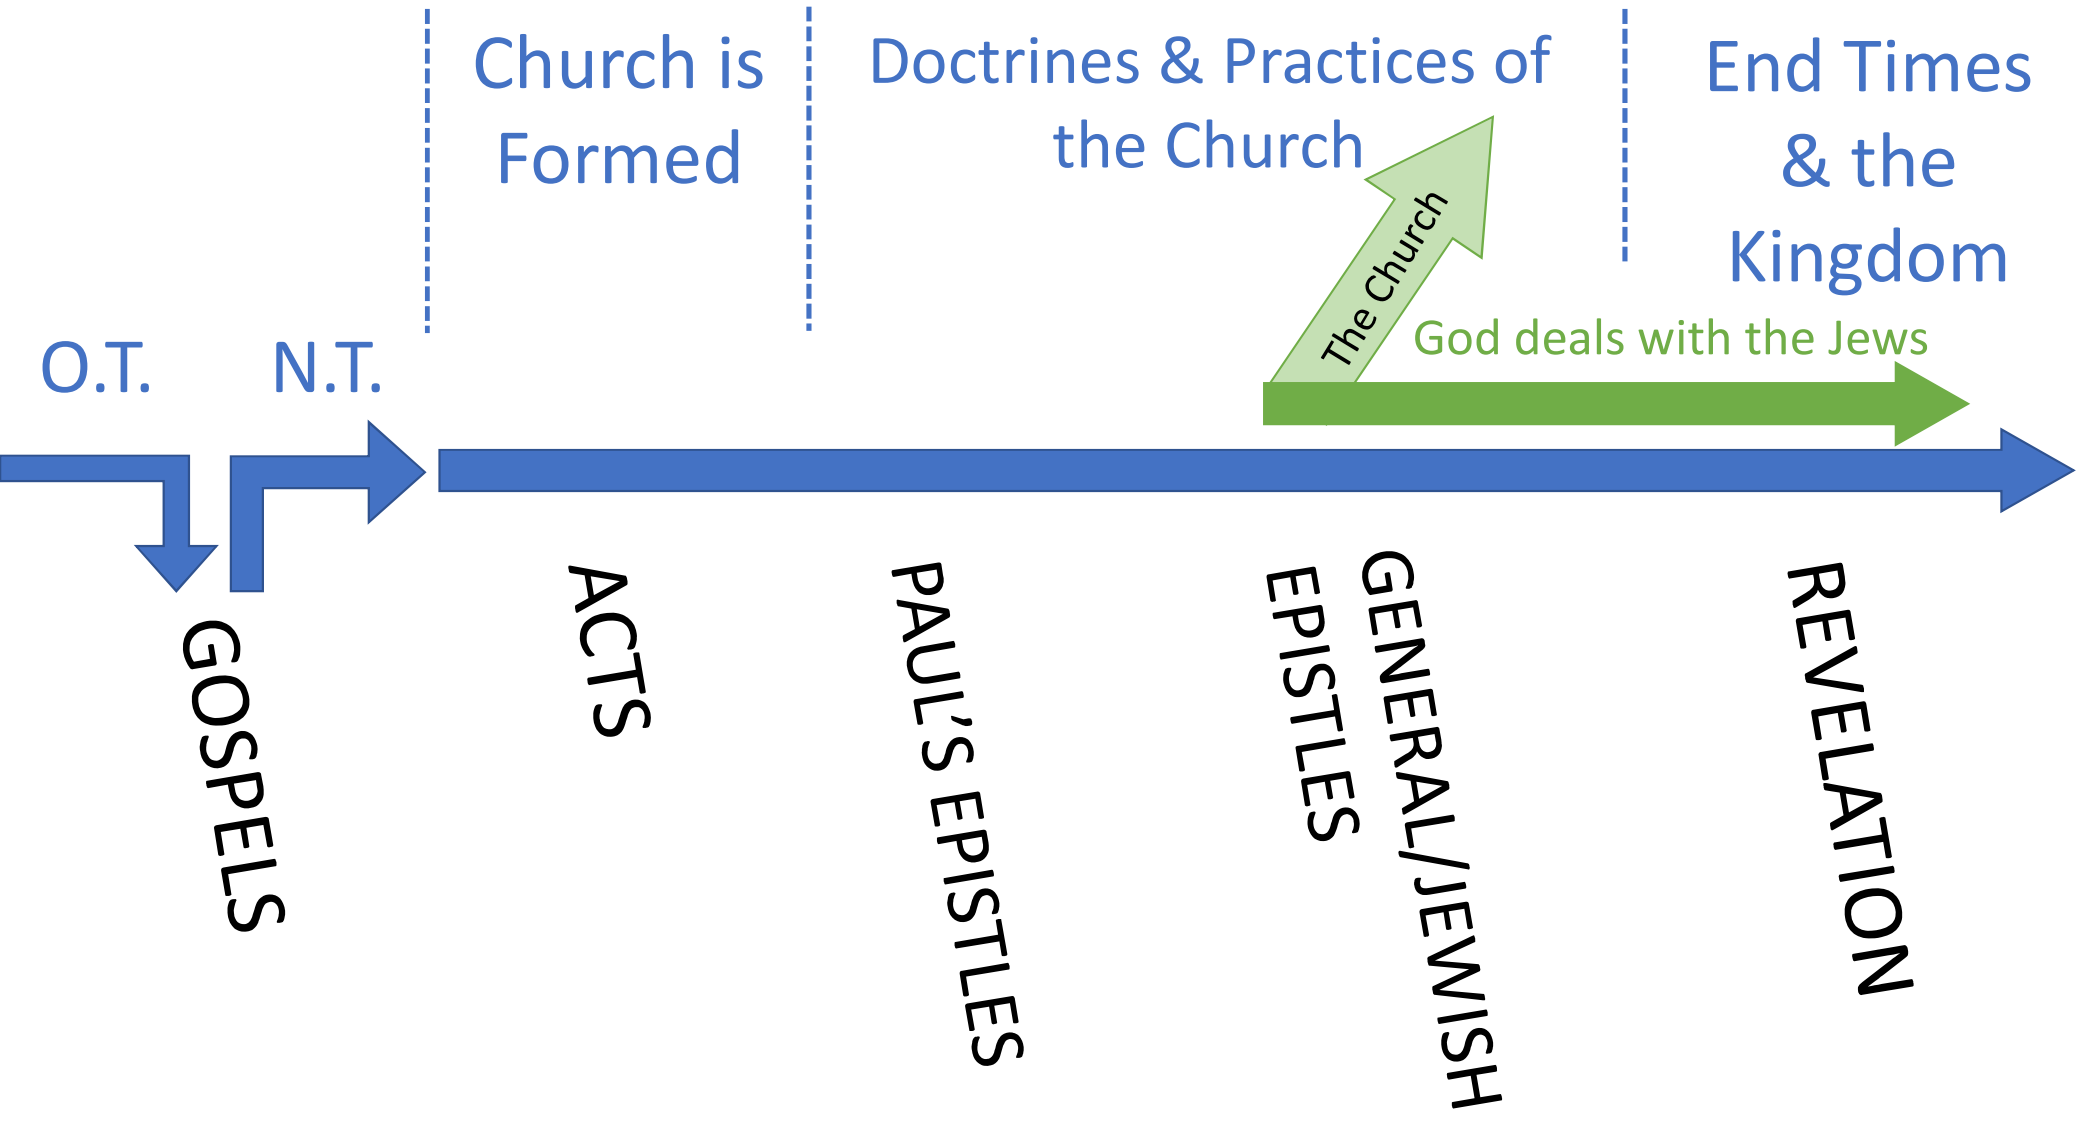 Church is
Formed
Doctrines & Practices of
the Church
End Times
& the
Kingdom
The Church
God deals with the Jews
O.T.
N.T.
GOSPELS
ACTS
PAUL'S EPISTLES
GENERAL/JEWISH
EPISTLES
REVELATION